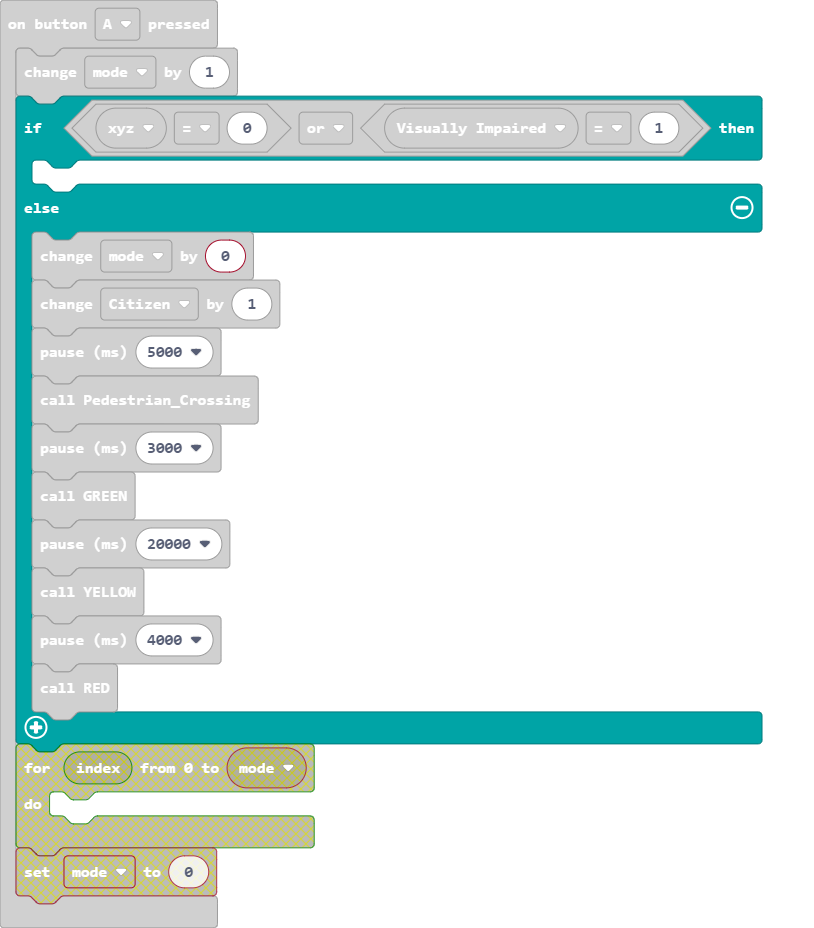 on button A pressed
change mode by 1
if xyz = 0 or Visually Impaired = 1 then
else
change mode by 0
change Citizen by 1
pause (ms) 5000
call Pedestrian_Crossing
pause (ms) 3000
call GREEN
pause (ms) 20000
call YELLOW
pause (ms) 4000
call RED
for index from 0 to mode
do
set mode to 0